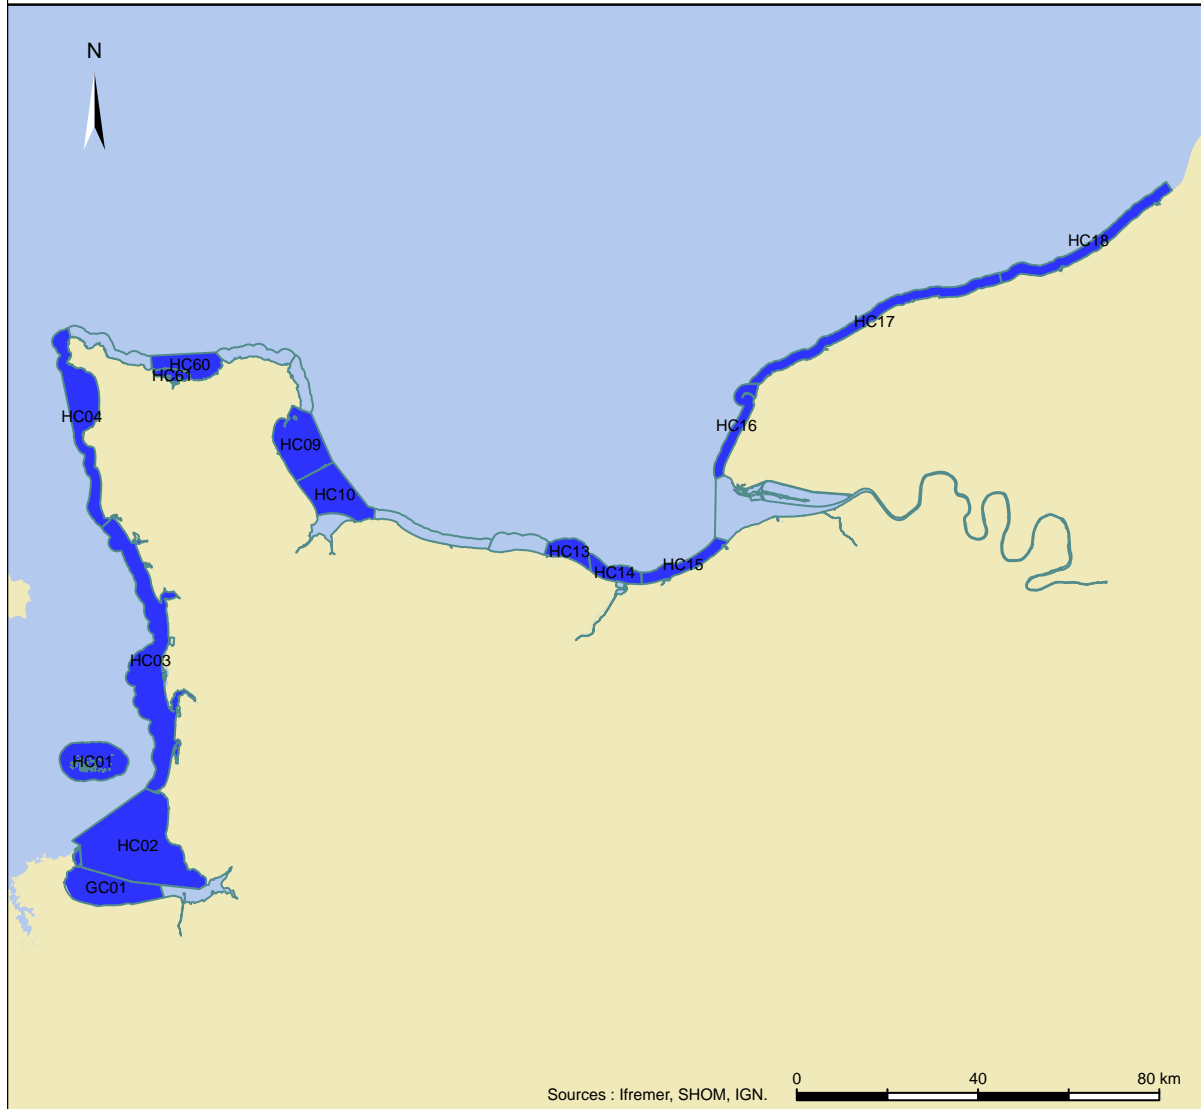 N
HC18
HC17
HC60
HC61
HC04
HC16
HC09
HC10
HC13
HC14
HC15
HC03
HC01
HC02
GC01
0 40 80 km
Sources : Ifremer, SHOM, IGN.